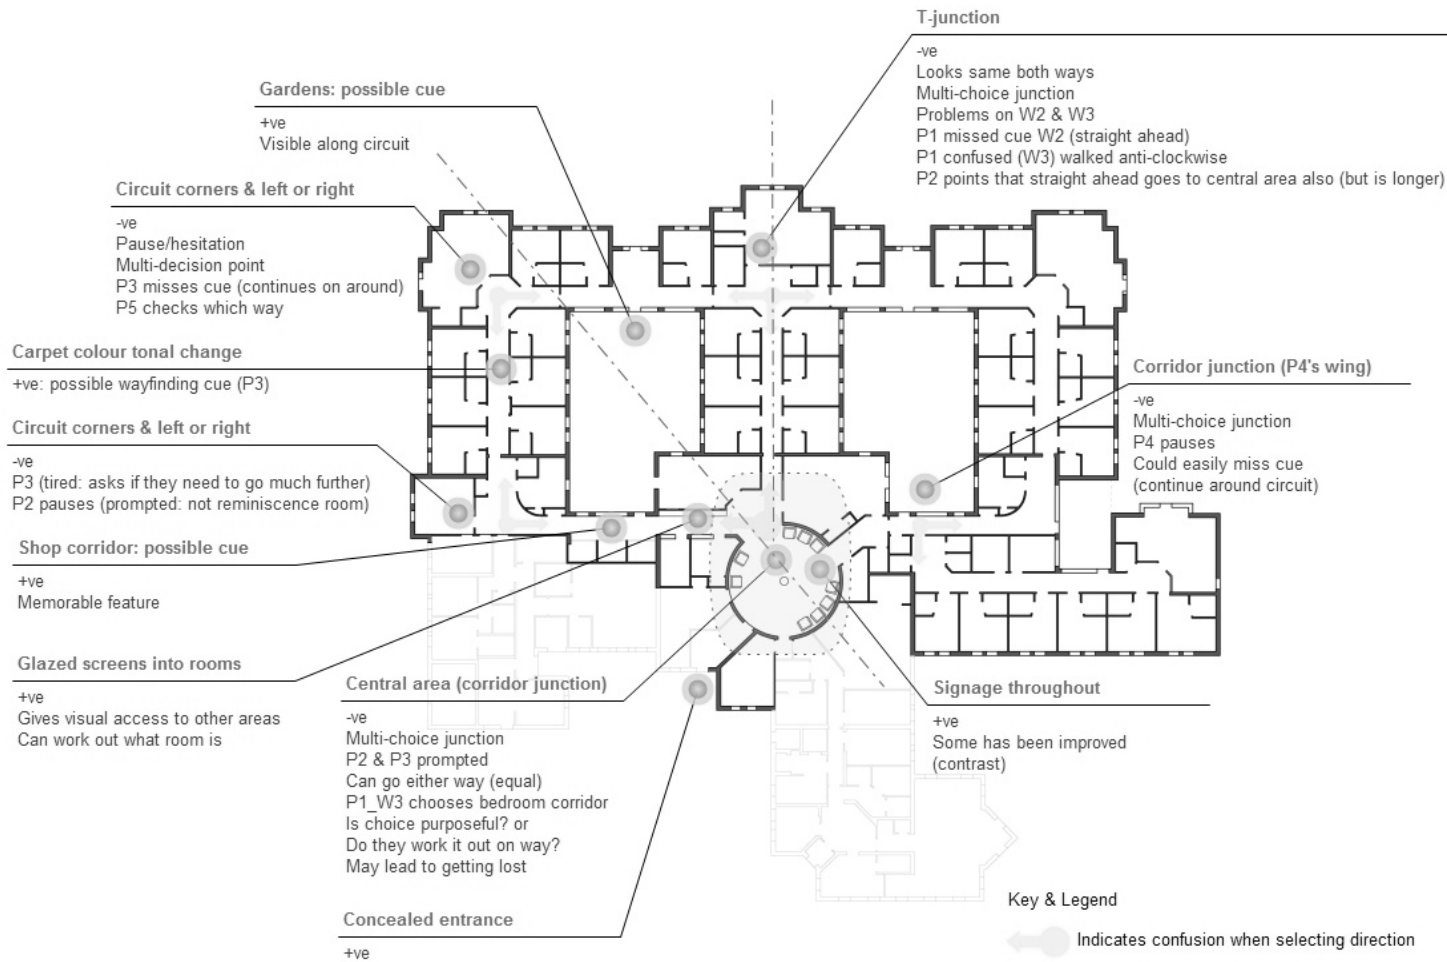 T-junction
-ve
Looks same both ways
Multi-choice junction
Problems on W2 & W3
P1 missed cue W2 (straight ahead)
P1 confused (W3) walked anti-clockwise
P2 points that straight ahead goes to central area also (but is longer)
Gardens: possible cue
+ve
Visible along circuit
Circuit corners & left or right
-ve
Pause/hesitation
Multi-decision point
P3 misses cue (continues on around)
P5 checks which way
Carpet colour tonal change
+ve: possible wayfinding cue (P3)
Circuit corners & left or right
-ve
P3 (tired: asks if they need to go much further)
P2 pauses (prompted: not reminiscence room)
Shop corridor: possible cue
+ve
Memorable feature
Glazed screens into rooms
+ve
Gives visual access to other areas
Can work out what room is
Corridor junction (P4's wing)
-ve
Multi-choice junction
P4 pauses
Could easily miss cue
(continue around circuit)
Central area (corridor junction)
-ve
Multi-choice junction
P2 & P3 prompted
Can go either way (equal)
P1_W3 chooses bedroom corridor
Is choice purposeful? or
Do they work it out on way?
May lead to getting lost
Signage throughout
+ve
Some has been improved
(contrast)
Concealed entrance
+ve
Key & Legend
Indicates confusion when selecting direction